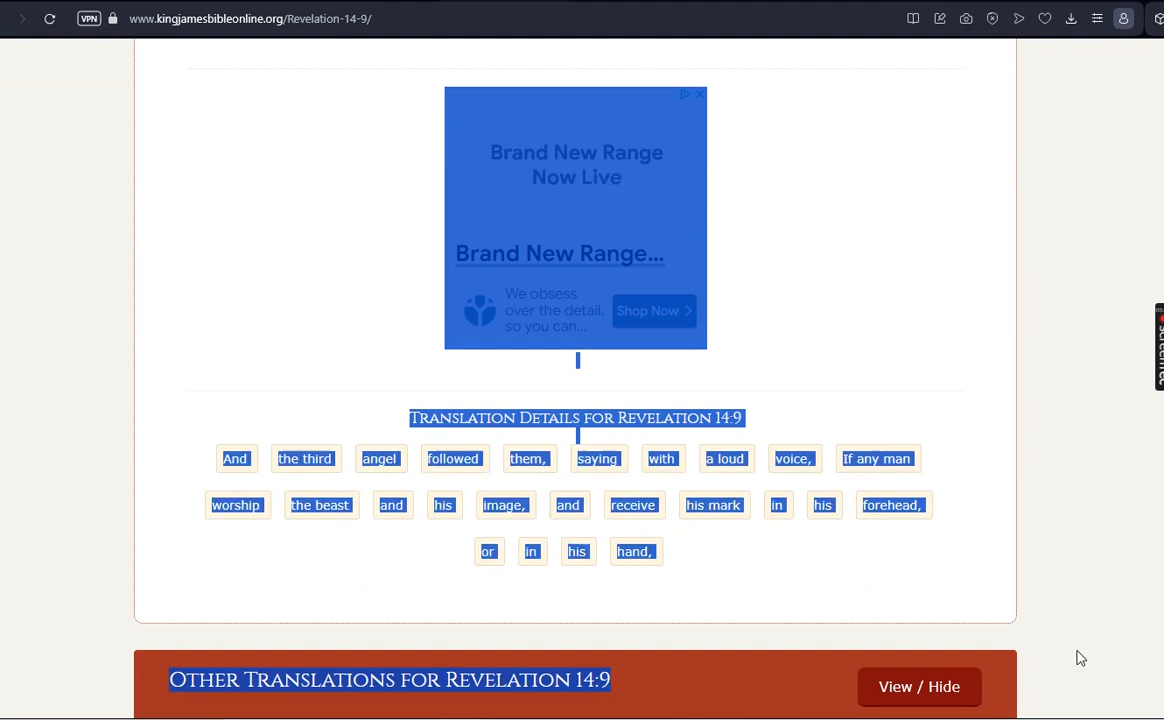 VPN www.kingjamesbibleonline.org/Revelation-14-9/
Brand New Range
Now Live
Brand New Range...
We obsess
over the detail,
so you can...
Shop Now >
Translation Details for Revelation 14:9
And the third angel followed them, saying with a loud voice, If any man
worship the beast and his image, and receive his mark in his forehead,
or in his hand,
Other Translations for Revelation 14:9
View / Hide